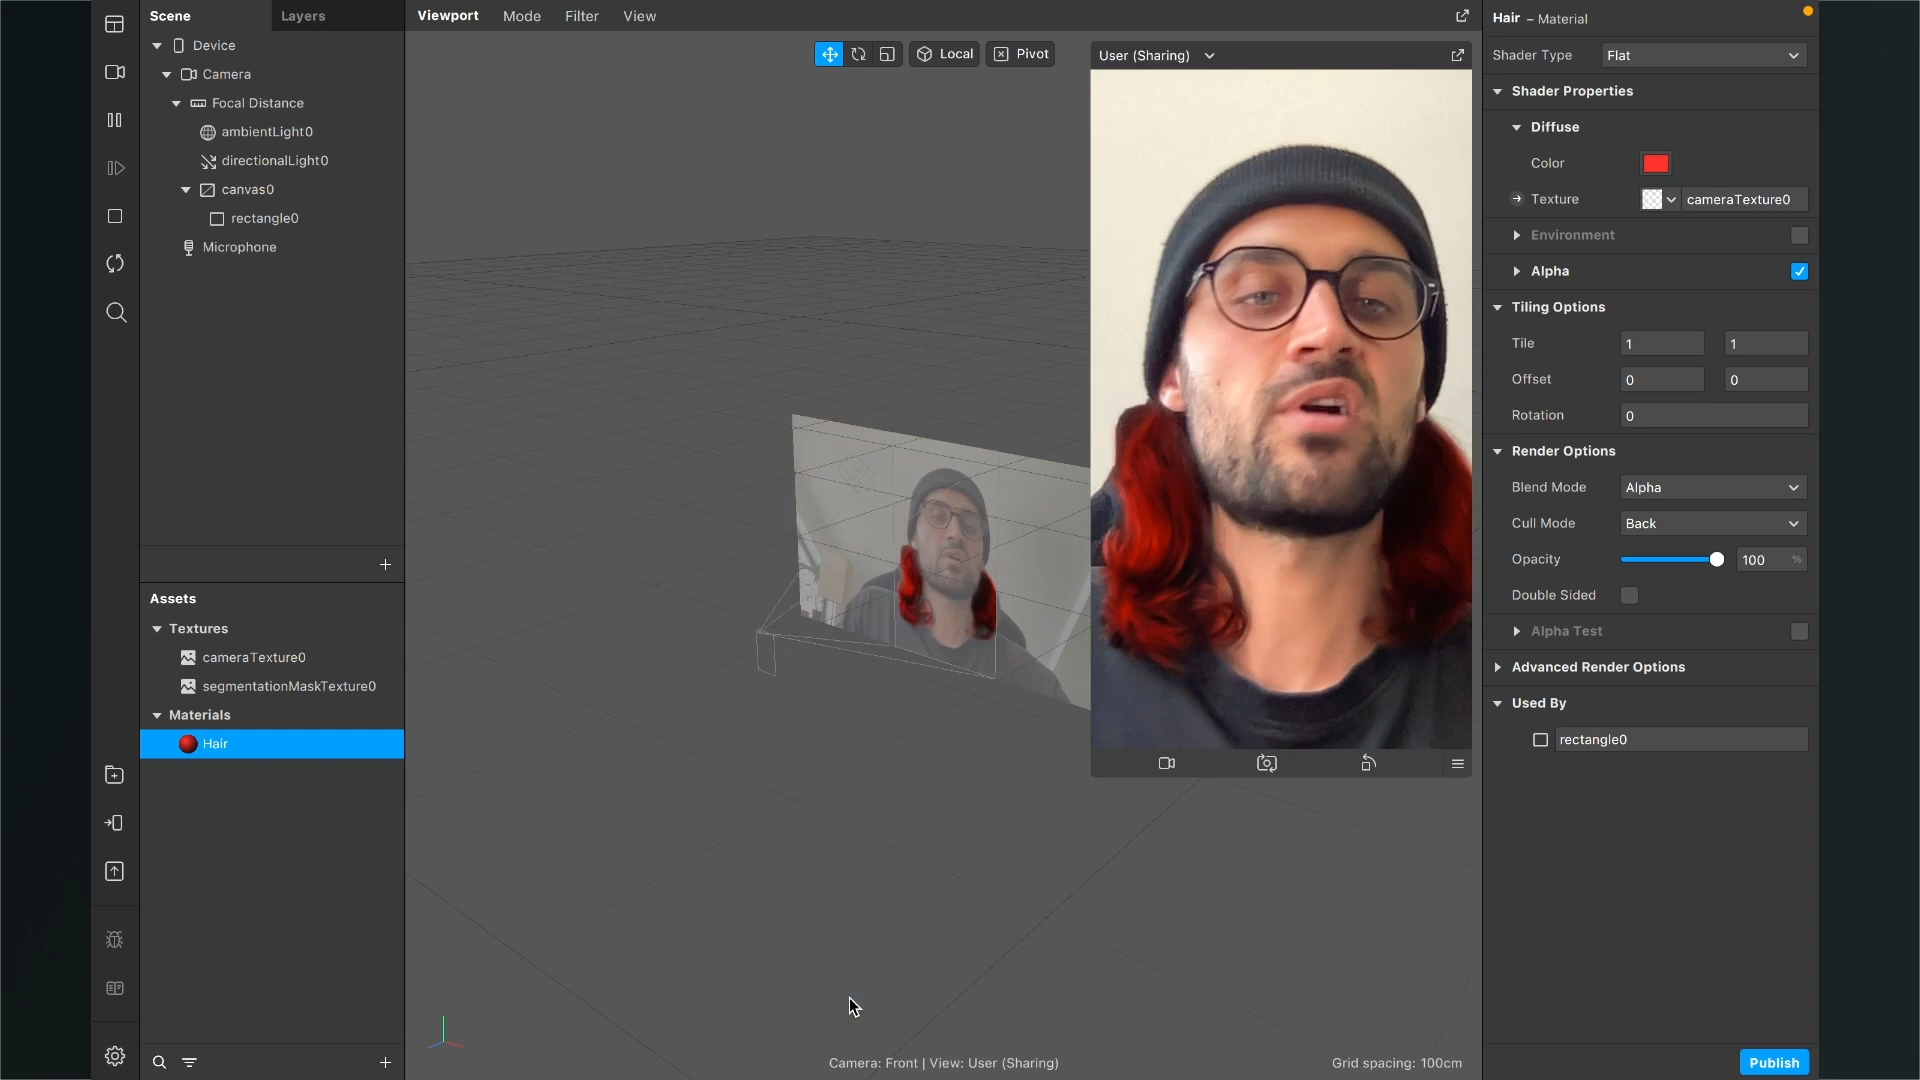 Scene
Layers
Device
Camera
Focal Distance
ambientLight0
directionalLight0
canvas0
rectangle0
Microphone
Assets
Textures
cameraTexture0
segmentationMaskTexture0
Materials
Hair
Viewport Mode Filter View
Local Pivot
User (Sharing)
Camera: Front | View: User (Sharing)
Grid spacing: 100cm
Hair – Material
Shader Type Flat
Shader Properties
Diffuse
Color
Texture cameraTexture0
Environment
Alpha
Tiling Options
Tile 1 1
Offset 0 0
Rotation 0
Render Options
Blend Mode Alpha
Cull Mode Back
Opacity 100 %
Double Sided
Alpha Test
Advanced Render Options
Used By
rectangle0
Publish